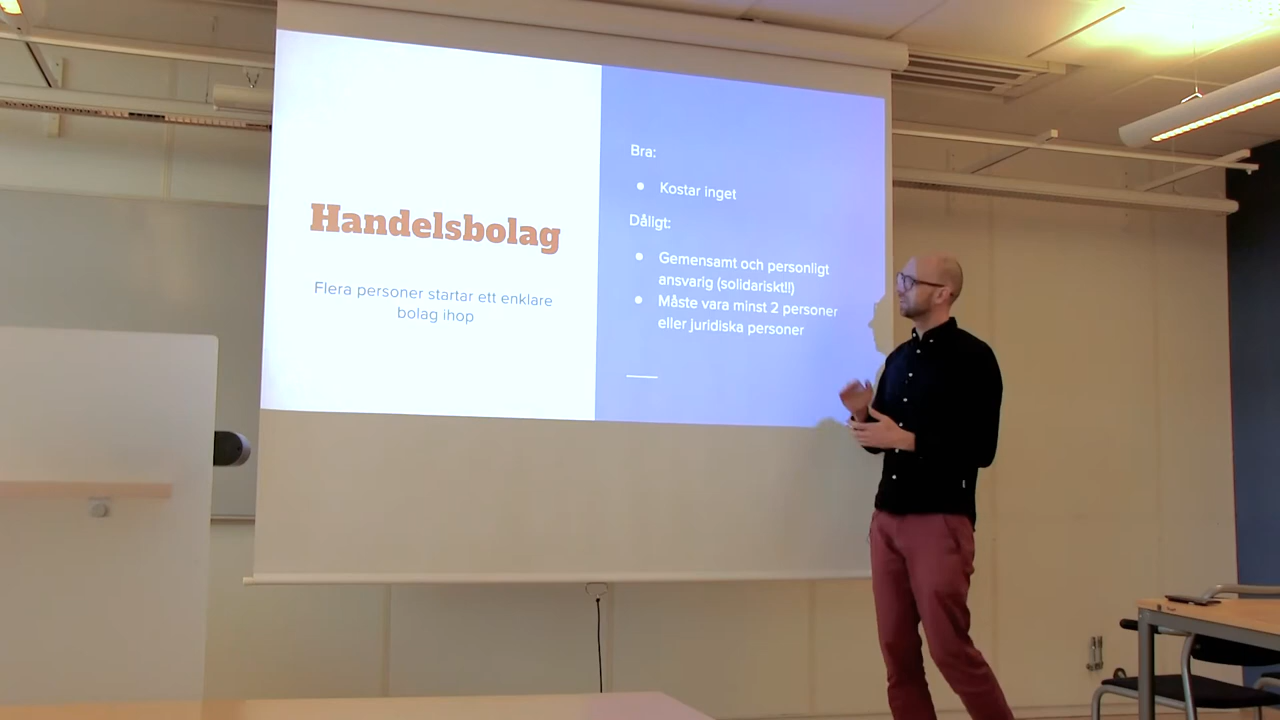 Handelsbolag
Flera personer startar ett enklare
bolag ihop
Bra:
Kostar inget
Dåligt:
Gemensamt och personligt
ansvarig (solidariskt!!)
Måste vara minst 2 personer
eller juridiska personer